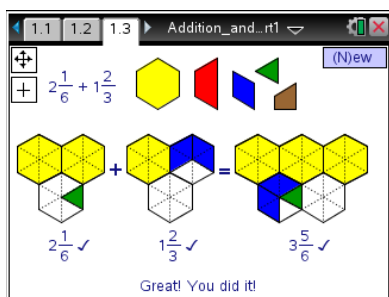 1.1 1.2 1.3 Addition_and...rt1
(N)ew
2 1/6 + 1 2/3
+ =
2 1/6 ✓ 1 2/3 ✓ 3 5/6 ✓
Great! You did it!